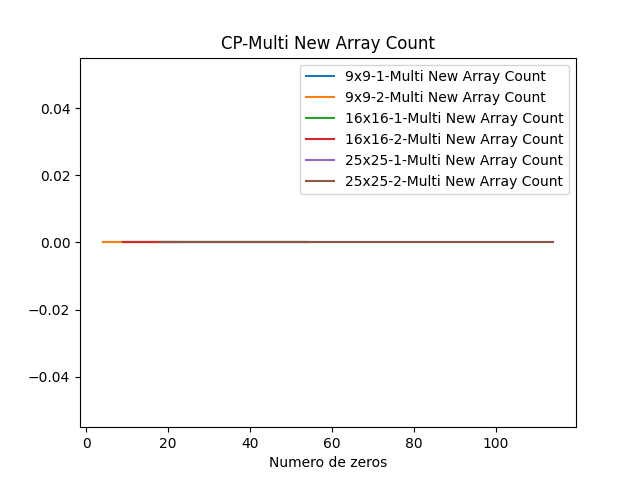 CP-Multi New Array Count
9x9-1-Multi New Array Count
9x9-2-Multi New Array Count
16x16-1-Multi New Array Count
16x16-2-Multi New Array Count
25x25-1-Multi New Array Count
25x25-2-Multi New Array Count
0.04
0.02
0.00
−0.02
−0.04
0 20 40 60 80 100
Numero de zeros